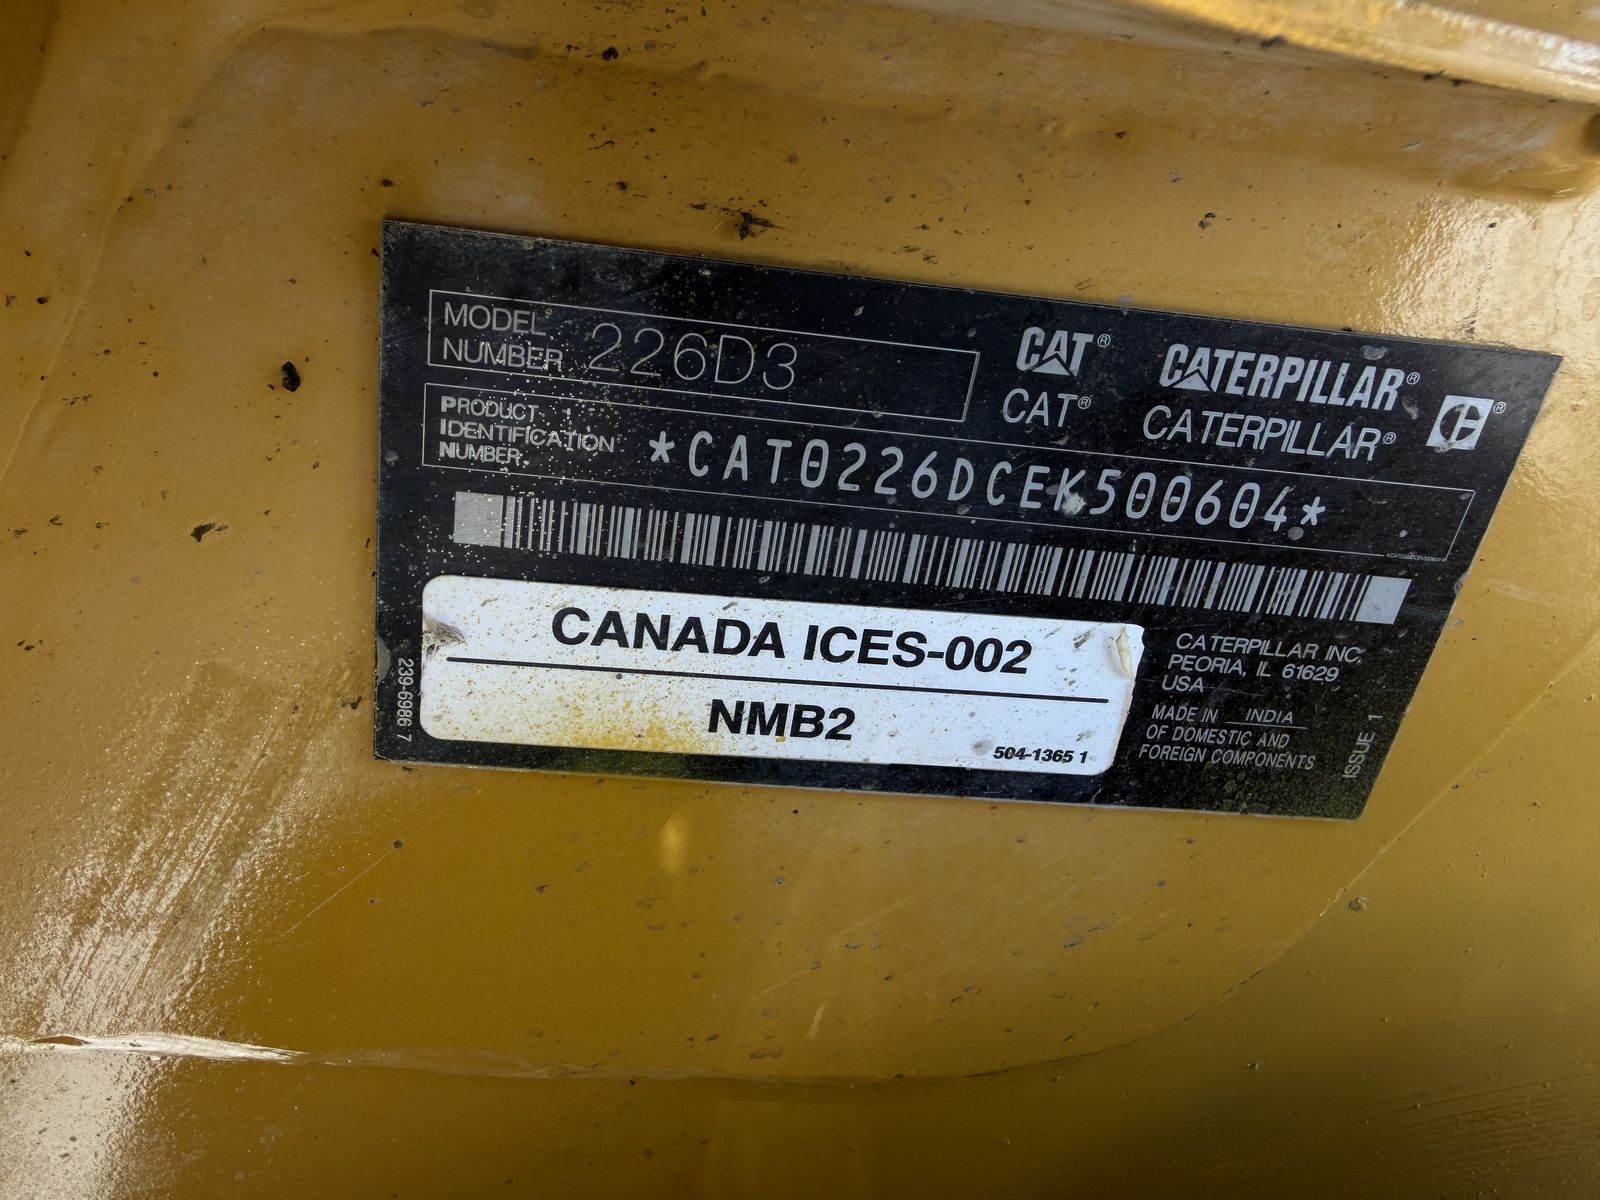 MODEL
NUMBER 226D3
CAT® CATERPILLAR®
CAT® CATERPILLAR®
PRODUCT
IDENTIFICATION
NUMBER
*CAT0226DCEK500604*
CANADA ICES-002
NMB2
504-1365 1
CATERPILLAR INC.
PEORIA, IL 61629
USA
MADE IN INDIA
OF DOMESTIC AND
FOREIGN COMPONENTS
ISSUE 1
239-6986 7